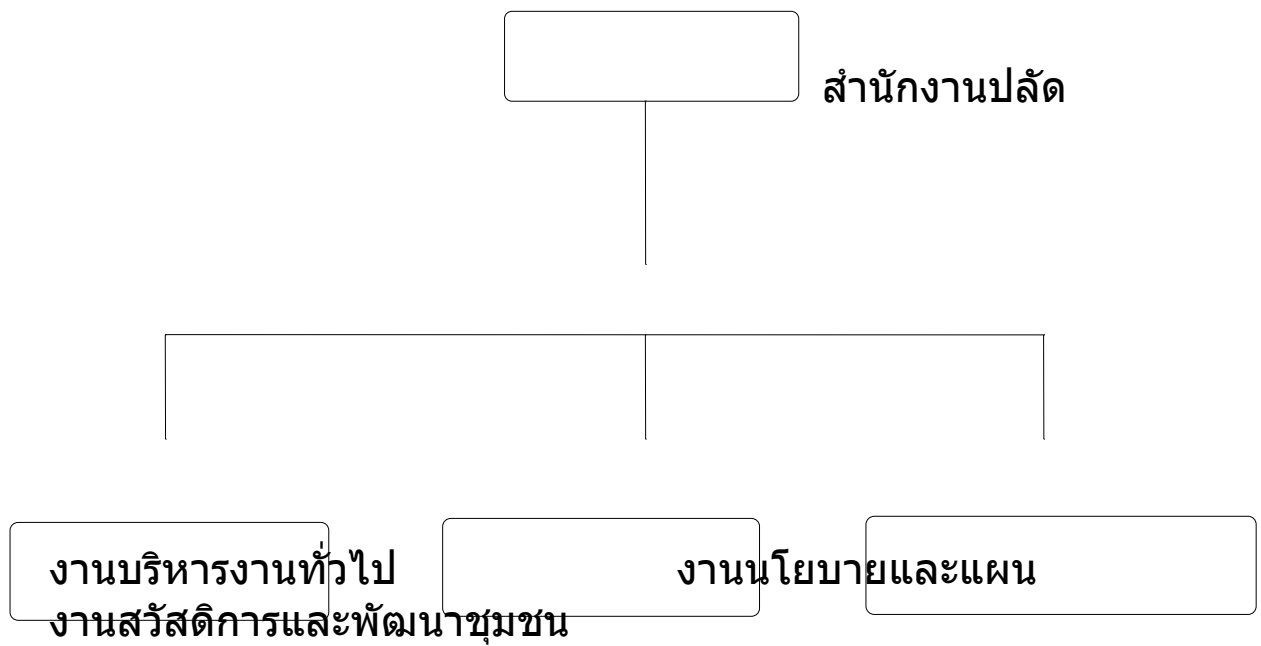 สำนักงานปลัด
งานบริหารงานทั่วไป งานนโยบายและแผน
งานสวัสดิการและพัฒนาชุมชน